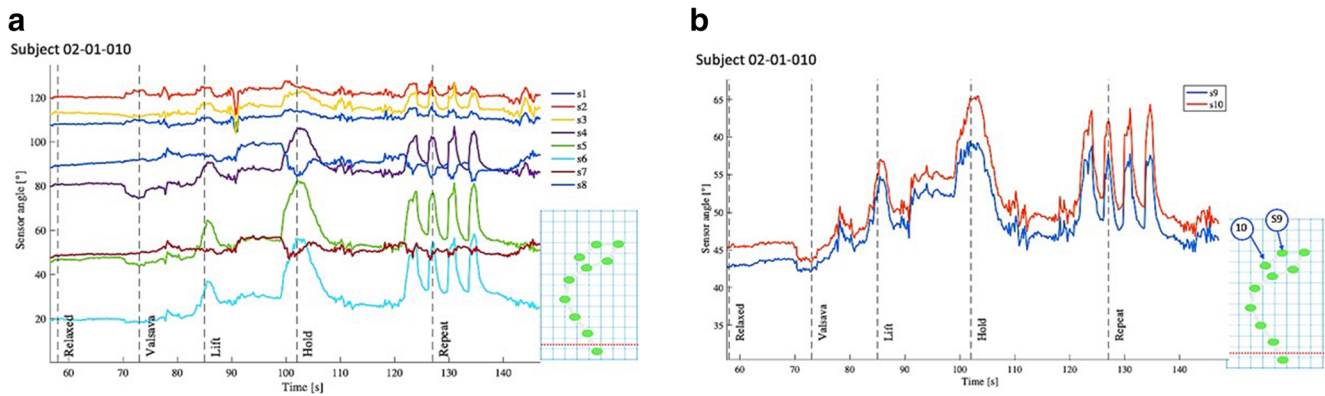 a
Subject 02-01-010
Sensor angle [°]
120
100
80
60
40
20
Relaxed
Valsava
Lift
Hold
Repeat
60
70
80
90
100
110
120
130
140
Time [s]
s1
s2
s3
s4
s5
s6
s7
s8
b
Subject 02-01-010
Sensor angle [°]
65
60
55
50
45
40
35
Relaxed
Valsava
Lift
Hold
Repeat
60
70
80
90
100
110
120
130
140
Time [s]
s9
s10
10
S9